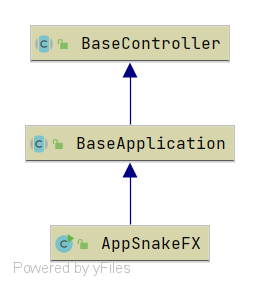 BaseController
BaseApplication
AppSnakeFX
Powered by yFiles